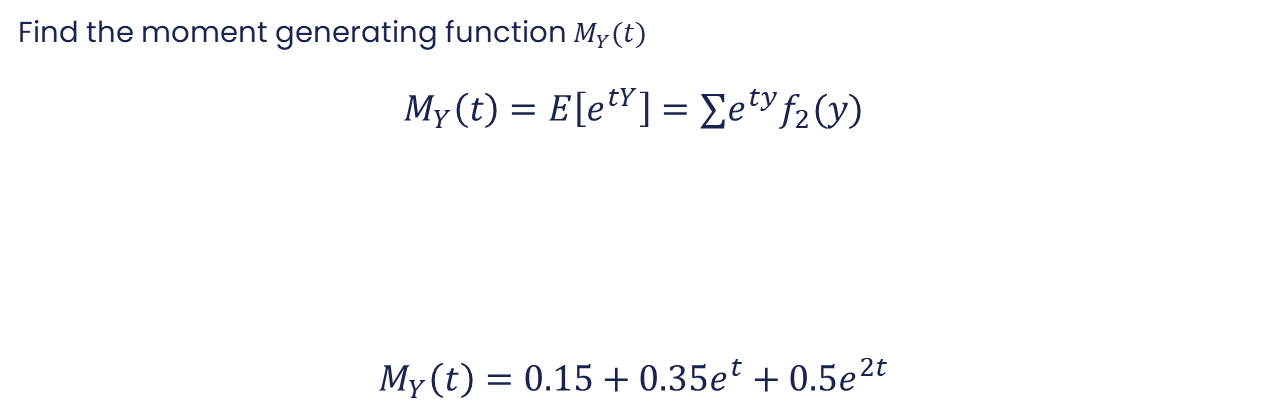 Find the moment generating function M_Y(t)
M_Y(t) = E[e^{tY}] = ∑e^{ty} f_2(y)
M_Y(t) = 0.15 + 0.35e^t + 0.5e^{2t}